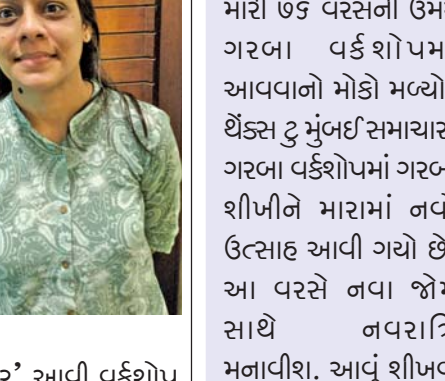 મારી ૭૬ વરસની ઉંમ
ગરબા વર્કશોપમ
આવવાનો મોકો મળ્યો
થેંક્સ ટુ મુંબઈ સમાચાર
ગરબા વર્કશોપમાં ગરબ
શીખીને મારામાં નવો
ઉત્સાહ આવી ગયો છે
આ વરસે નવા જોમ
સાથે નવરાત્રિ
મનાવીશ. આવું શીખવ
ર’ આવી વર્કશોપ